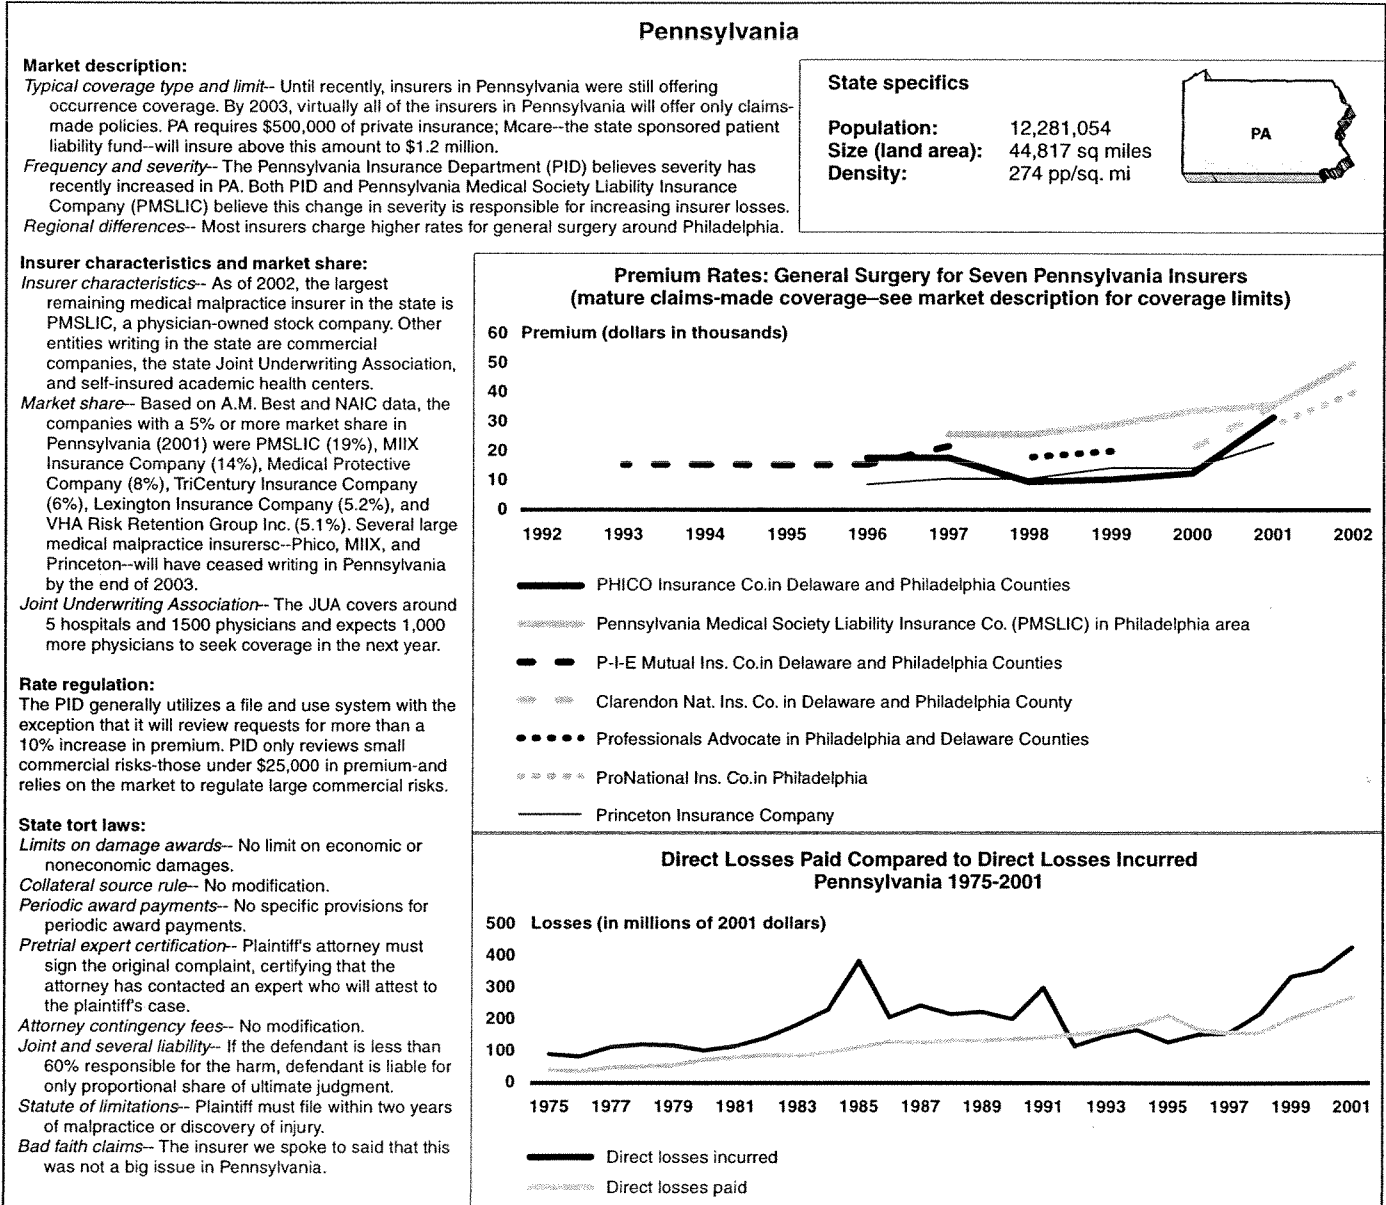 Pennsylvania
Market description:
Typical coverage type and limit-- Until recently, insurers in Pennsylvania were still offering
occurrence coverage. By 2003, virtually all of the insurers in Pennsylvania will offer only claims-
made policies. PA requires $500,000 of private insurance; Mcare--the state sponsored patient
liability fund--will insure above this amount to $1.2 million.
Frequency and severity-- The Pennsylvania Insurance Department (PID) believes severity has
recently increased in PA. Both PID and Pennsylvania Medical Society Liability Insurance
Company (PMSLIC) believe this change in severity is responsible for increasing insurer losses.
Regional differences-- Most insurers charge higher rates for general surgery around Philadelphia.
State specifics
Population: 12,281,054
Size (land area): 44,817 sq miles
Density: 274 pp/sq. mi
PA
Insurer characteristics and market share:
Insurer characteristics-- As of 2002, the largest
remaining medical malpractice insurer in the state is
PMSLIC, a physician-owned stock company. Other
entities writing in the state are commercial
companies, the state Joint Underwriting Association,
and self-insured academic health centers.
Market share-- Based on A.M. Best and NAIC data, the
companies with a 5% or more market share in
Pennsylvania (2001) were PMSLIC (19%), MIIX
Insurance Company (14%), Medical Protective
Company (8%), TriCentury Insurance Company
(6%), Lexington Insurance Company (5.2%), and
VHA Risk Retention Group Inc. (5.1%). Several large
medical malpractice insurersc--Phico, MIIX, and
Princeton--will have ceased writing in Pennsylvania
by the end of 2003.
Joint Underwriting Association-- The JUA covers around
5 hospitals and 1500 physicians and expects 1,000
more physicians to seek coverage in the next year.
Rate regulation:
The PID generally utilizes a file and use system with the
exception that it will review requests for more than a
10% increase in premium. PID only reviews small
commercial risks-those under $25,000 in premium-and
relies on the market to regulate large commercial risks.
State tort laws:
Limits on damage awards-- No limit on economic or
noneconomic damages.
Collateral source rule-- No modification.
Periodic award payments-- No specific provisions for
periodic award payments.
Pretrial expert certification-- Plaintiff's attorney must
sign the original complaint, certifying that the
attorney has contacted an expert who will attest to
the plaintiff's case.
Attorney contingency fees-- No modification.
Joint and several liability-- If the defendant is less than
60% responsible for the harm, defendant is liable for
only proportional share of ultimate judgment.
Statute of limitations-- Plaintiff must file within two years
of malpractice or discovery of injury.
Bad faith claims-- The insurer we spoke to said that this
was not a big issue in Pennsylvania.
Premium Rates: General Surgery for Seven Pennsylvania Insurers
(mature claims-made coverage--see market description for coverage limits)
60 Premium (dollars in thousands)
50
40
30
20
10
0
1992 1993 1994 1995 1996 1997 1998 1999 2000 2001 2002
PHICO Insurance Co.in Delaware and Philadelphia Counties
Pennsylvania Medical Society Liability Insurance Co. (PMSLIC) in Philadelphia area
P-I-E Mutual Ins. Co.in Delaware and Philadelphia Counties
Clarendon Nat. Ins. Co. in Delaware and Philadelphia County
Professionals Advocate in Philadelphia and Delaware Counties
ProNational Ins. Co.in Philadelphia
Princeton Insurance Company
Direct Losses Paid Compared to Direct Losses Incurred
Pennsylvania 1975-2001
500 Losses (in millions of 2001 dollars)
400
300
200
100
0
1975 1977 1979 1981 1983 1985 1987 1989 1991 1993 1995 1997 1999 2001
Direct losses incurred
Direct losses paid